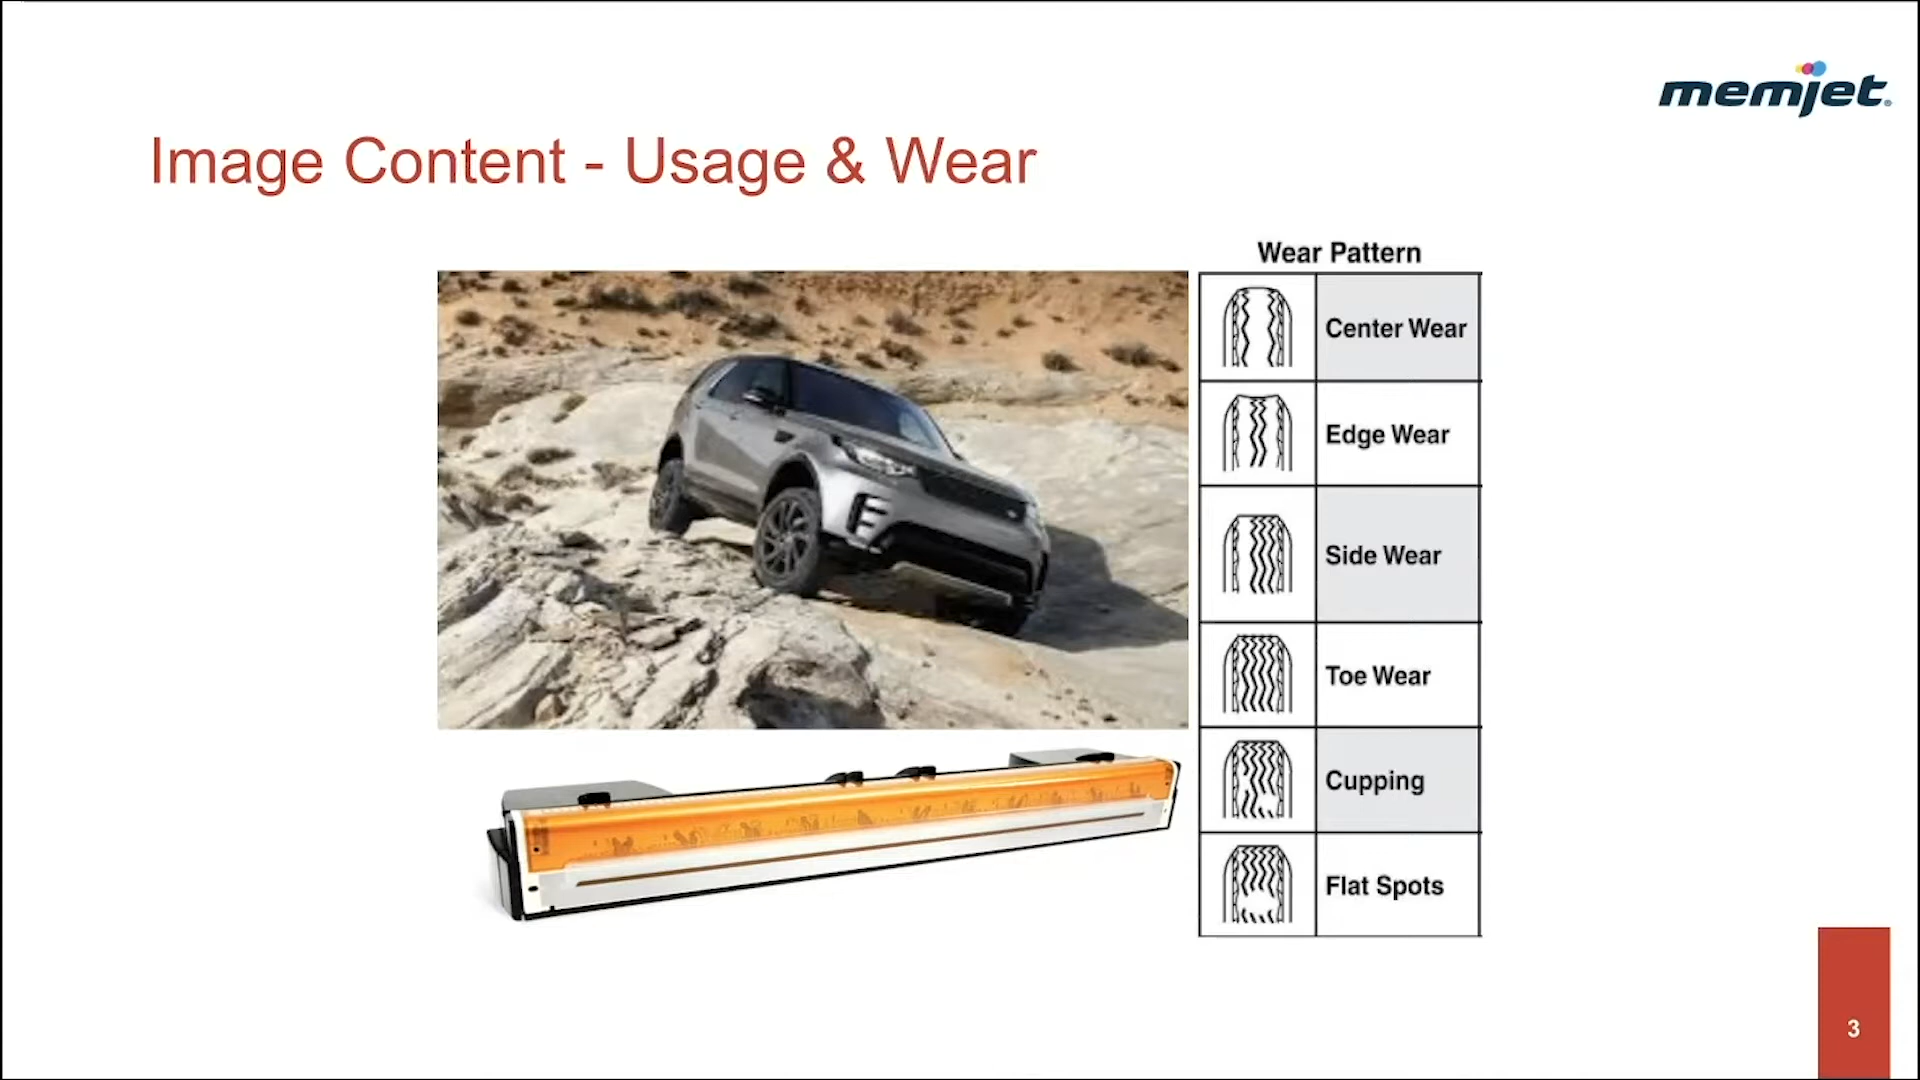 memjet
Image Content - Usage & Wear
Wear Pattern
Center Wear
Edge Wear
Side Wear
Toe Wear
Cupping
Flat Spots
3